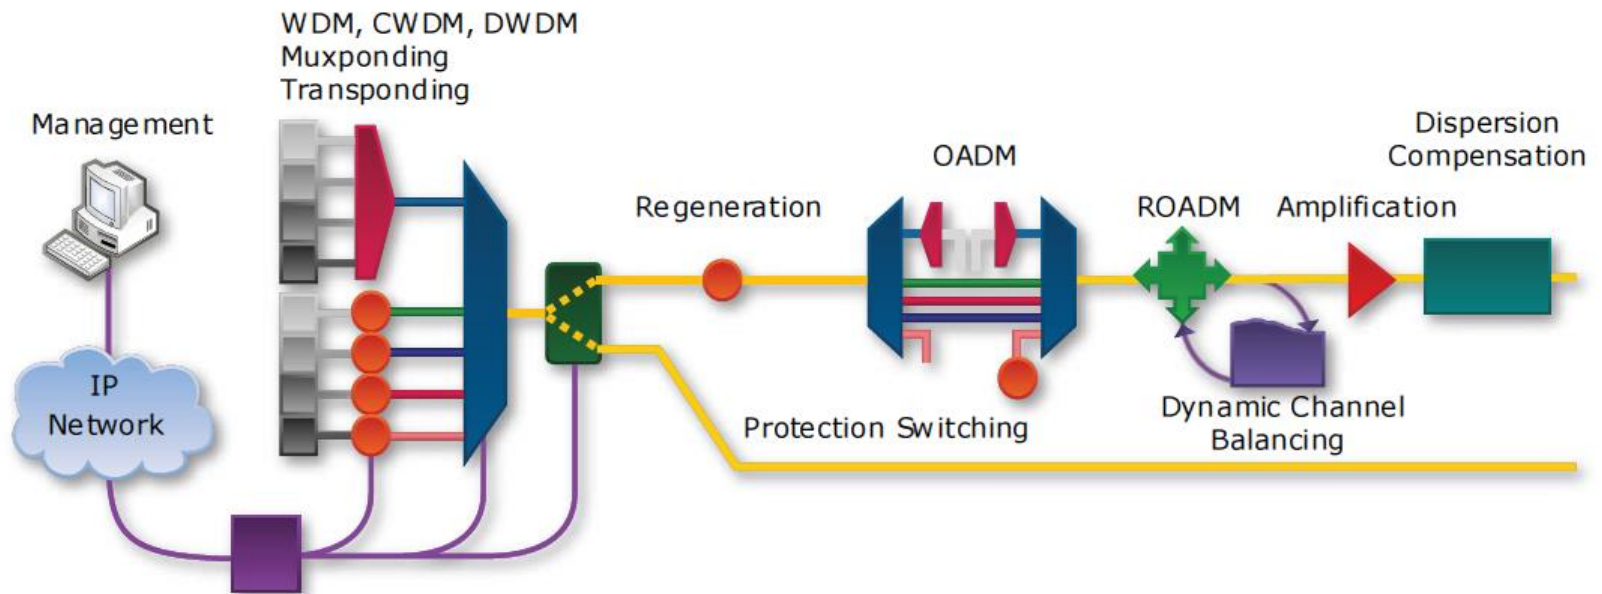 WDM, CWDM, DWDM
Muxponding
Transponding
Management
Dispersion
Compensation
OADM
Regeneration
ROADM
Amplification
IP
Network
Dynamic Channel
Balancing
Protection Switching